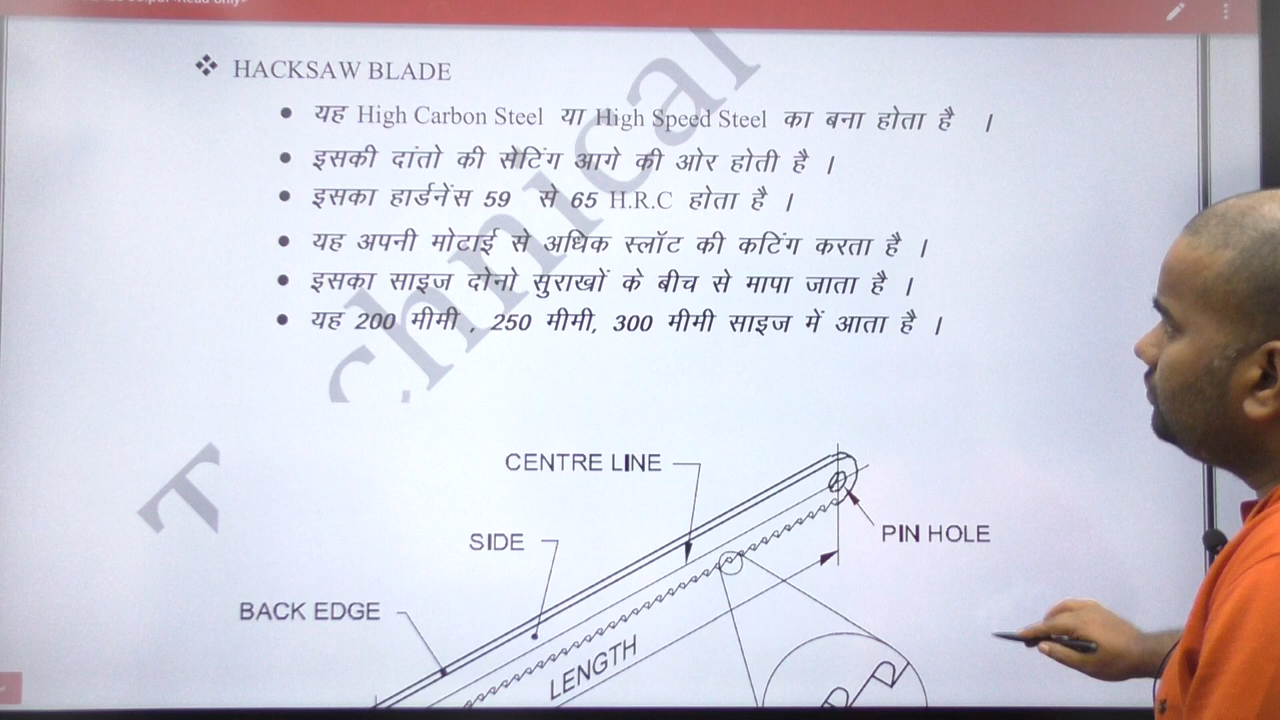 ❖ HACKSAW BLADE
• यह High Carbon Steel या High Speed Steel का बना होता है ।
• इसकी दांतो की सेटिंग आगे की ओर होती है ।
• इसका हार्डनेंस 59 से 65 H.R.C होता है ।
• यह अपनी मोटाई से अधिक स्लॉट की कटिंग करता है ।
• इसका साइज दोनो सुराखों के बीच से मापा जाता है ।
• यह 200 मीमी , 250 मीमी, 300 मीमी साइज में आता है ।
T chnical
CENTRE LINE
SIDE
PIN HOLE
BACK EDGE
LENGTH